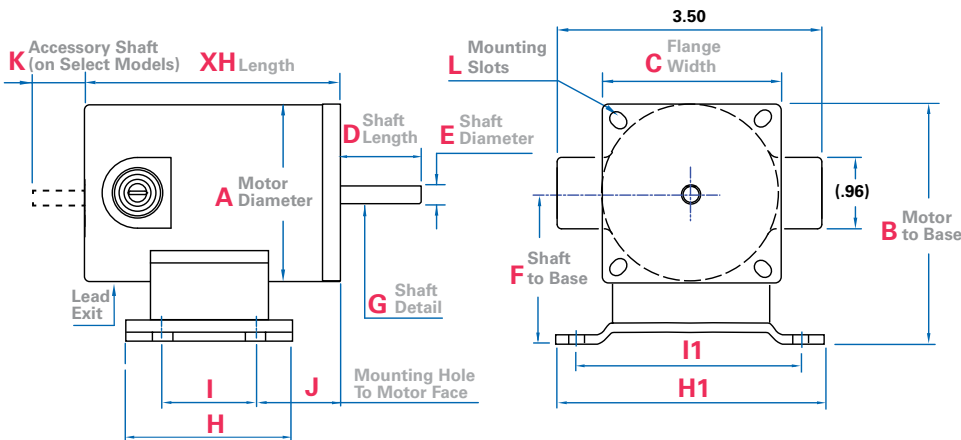 K Accessory Shaft
(on Select Models)
XH Length
D Shaft
Length
E Shaft
Diameter
A Motor
Diameter
G Shaft
Detail
Lead
Exit
I
J
Mounting Hole
To Motor Face
H
3.50
L Mounting
Slots
C Flange
Width
(.96)
B Motor
to Base
F Shaft
to Base
I1
H1